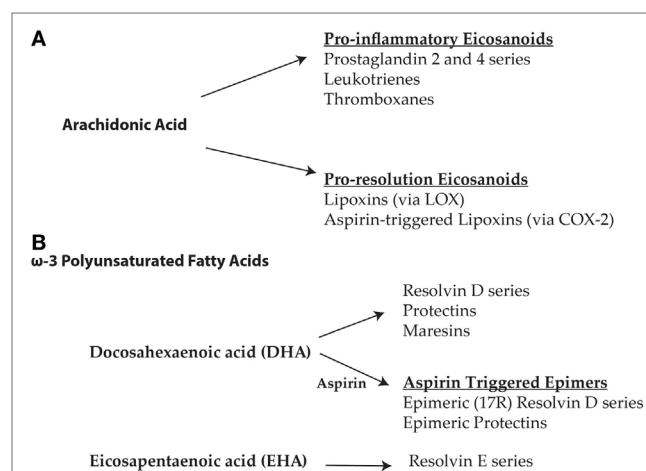 A
Pro-inflammatory Eicosanoids
Prostaglandin 2 and 4 series
Leukotrienes
Thromboxanes
Arachidonic Acid
Pro-resolution Eicosanoids
Lipoxins (via LOX)
Aspirin-triggered Lipoxins (via COX-2)
B
ω-3 Polyunsaturated Fatty Acids
Resolvin D series
Protectins
Maresins
Docosahexaenoic acid (DHA)
Aspirin
Aspirin Triggered Epimers
Epimeric (17R) Resolvin D series
Epimeric Protectins
Eicosapentaenoic acid (EHA)
Resolvin E series